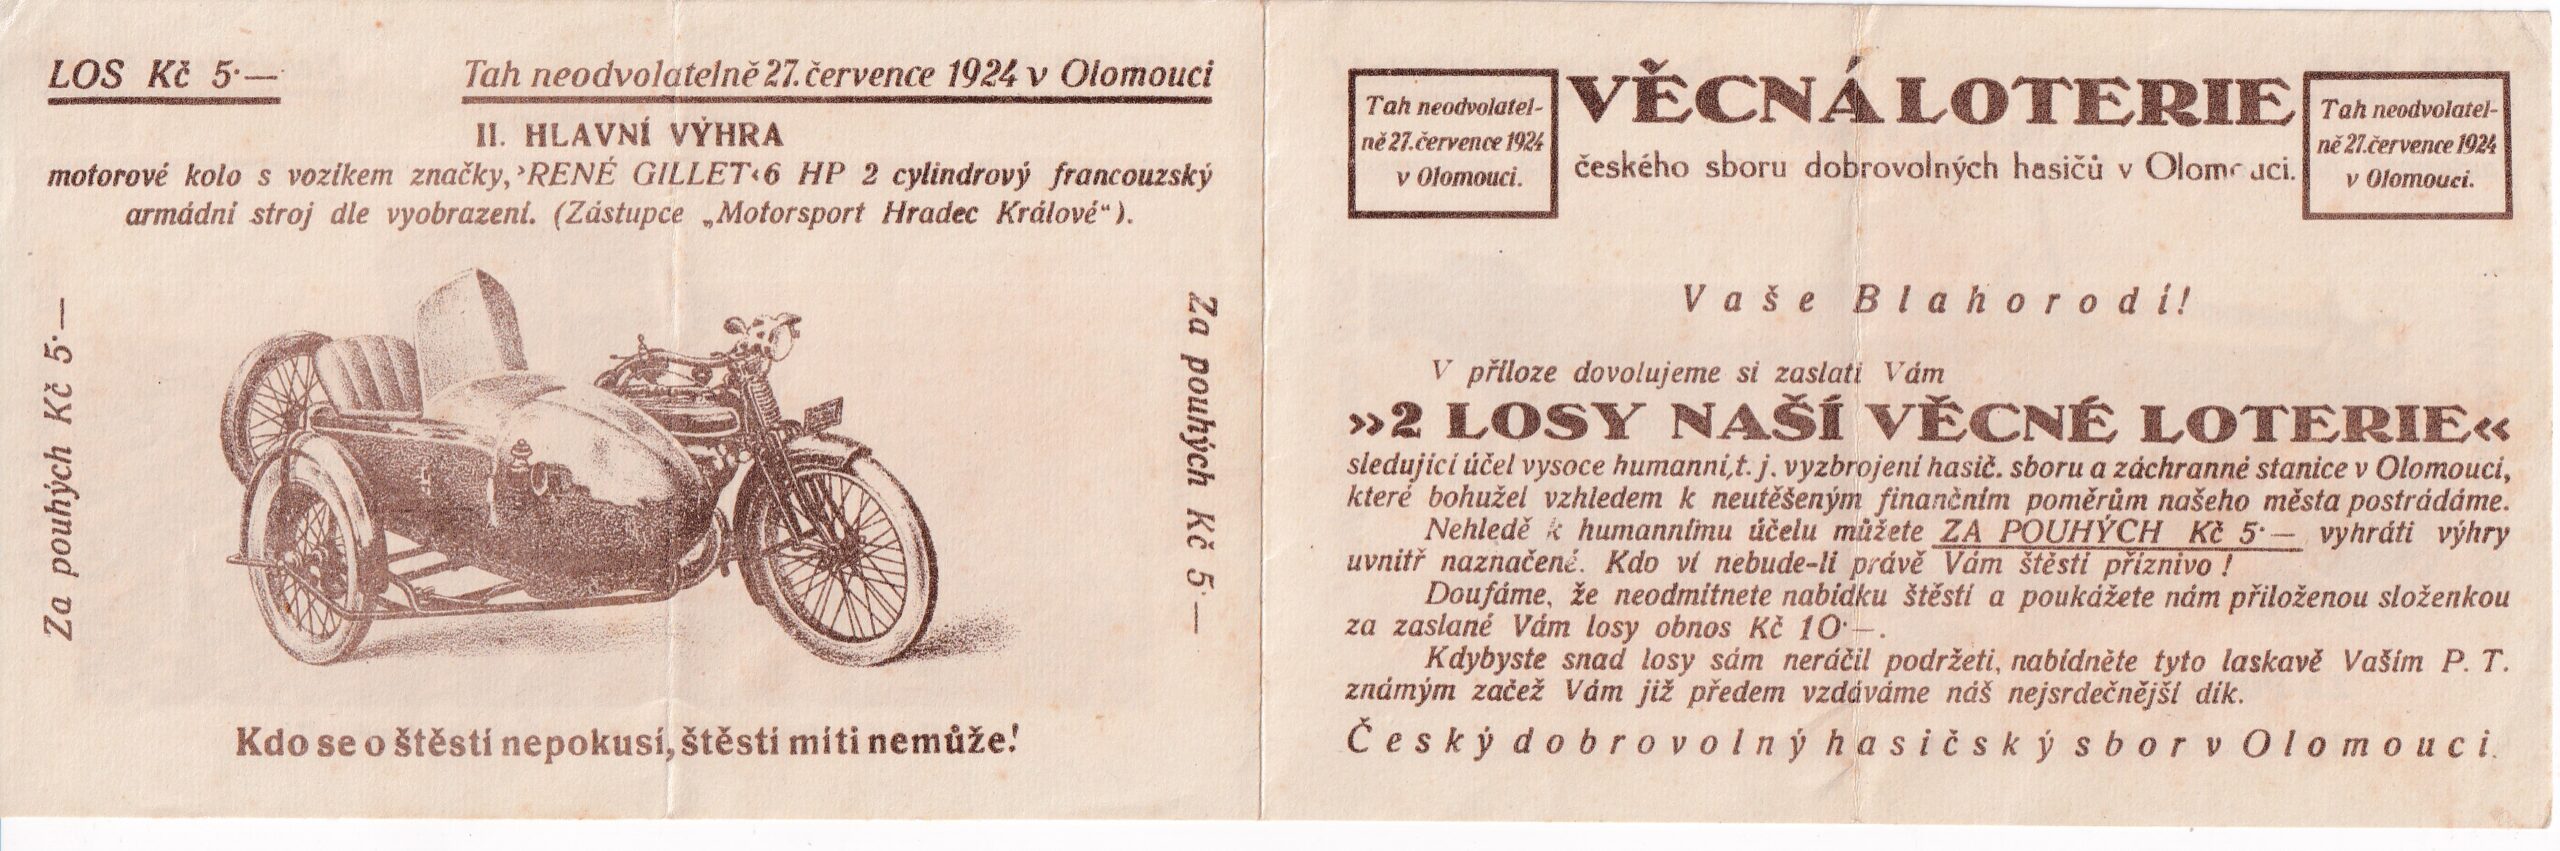 LOS Kč 5·—
Tah neodvolatelně 27. července 1924 v Olomouci
II. HLAVNÍ VÝHRA
motorové kolo s vozíkem značky, ›RENÉ GILLET‹ 6 HP 2 cylindrový francouzský
armádní stroj dle vyobrazení. (Zástupce „Motorsport Hradec Králové“).
Za pouhých Kč 5·—
Za pouhých Kč 5·—
Kdo se o štěstí nepokusí, štěstí míti nemůže!
Tah neodvolatel-
ně 27. července 1924
v Olomouci.
VĚCNÁ LOTERIE
českého sboru dobrovolných hasičů v Olomouci.
Tah neodvolatel-
ně 27. července 1924
v Olomouci.
Vaše Blahorodí!
V příloze dovolujeme si zaslati Vám
»2 LOSY NAŠÍ VĚCNÉ LOTERIE«
sledující účel vysoce humanní, t. j. vyzbrojení hasič. sboru a záchranné stanice v Olomouci,
které bohužel vzhledem k neutěšeným finančním poměrům našeho města postrádáme.
Nehledě k humannímu účelu můžete ZA POUHÝCH Kč 5·— vyhráti výhry
uvnitř naznačené. Kdo ví nebude-li právě Vám štěstí příznivo!
Doufáme, že neodmítnete nabídku štěstí a poukážete nám přiloženou složenkou
za zaslané Vám losy obnos Kč 10·—.
Kdybyste snad losy sám neráčil podržeti, nabídněte tyto laskavě Vaším P. T.
známým začež Vám již předem vzdáváme náš nejsrdečnější dík.
Český dobrovolný hasičský sbor v Olomouci.